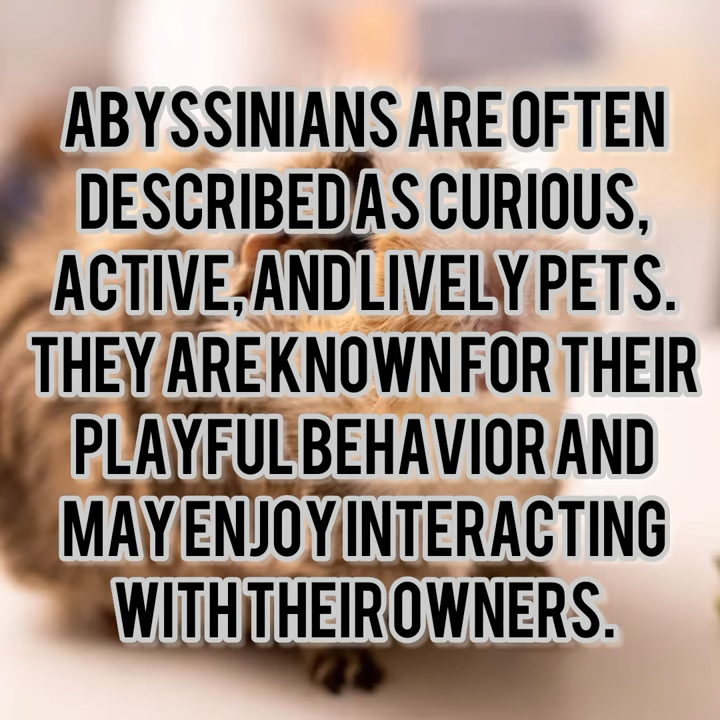 ABYSSINIANS ARE OFTEN
DESCRIBED AS CURIOUS,
ACTIVE, AND LIVELY PETS.
THEY ARE KNOWN FOR THEIR
PLAYFUL BEHAVIOR AND
MAY ENJOY INTERACTING
WITH THEIR OWNERS.